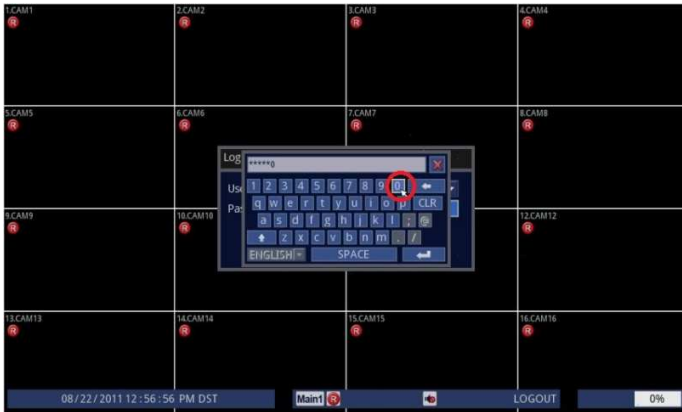 1.CAM1
2.CAM2
3.CAM3
4.CAM4
R
R
R
R
5.CAM5
6.CAM6
7.CAM7
8.CAM8
R
R
R
R
Log
*****0
X
Use
1 2 3 4 5 6 7 8 9 0
Pa
q w e r t y u i o p CLR
a s d f g h j k l ; @
z x c v b n m . /
ENGLISH SPACE
9.CAM9
10.CAM10
12.CAM12
R
R
R
13.CAM13
14.CAM14
15.CAM15
16.CAM16
R
R
R
R
08/22/2011 12:56:56 PM DST
Main1 R
LOGOUT
0%